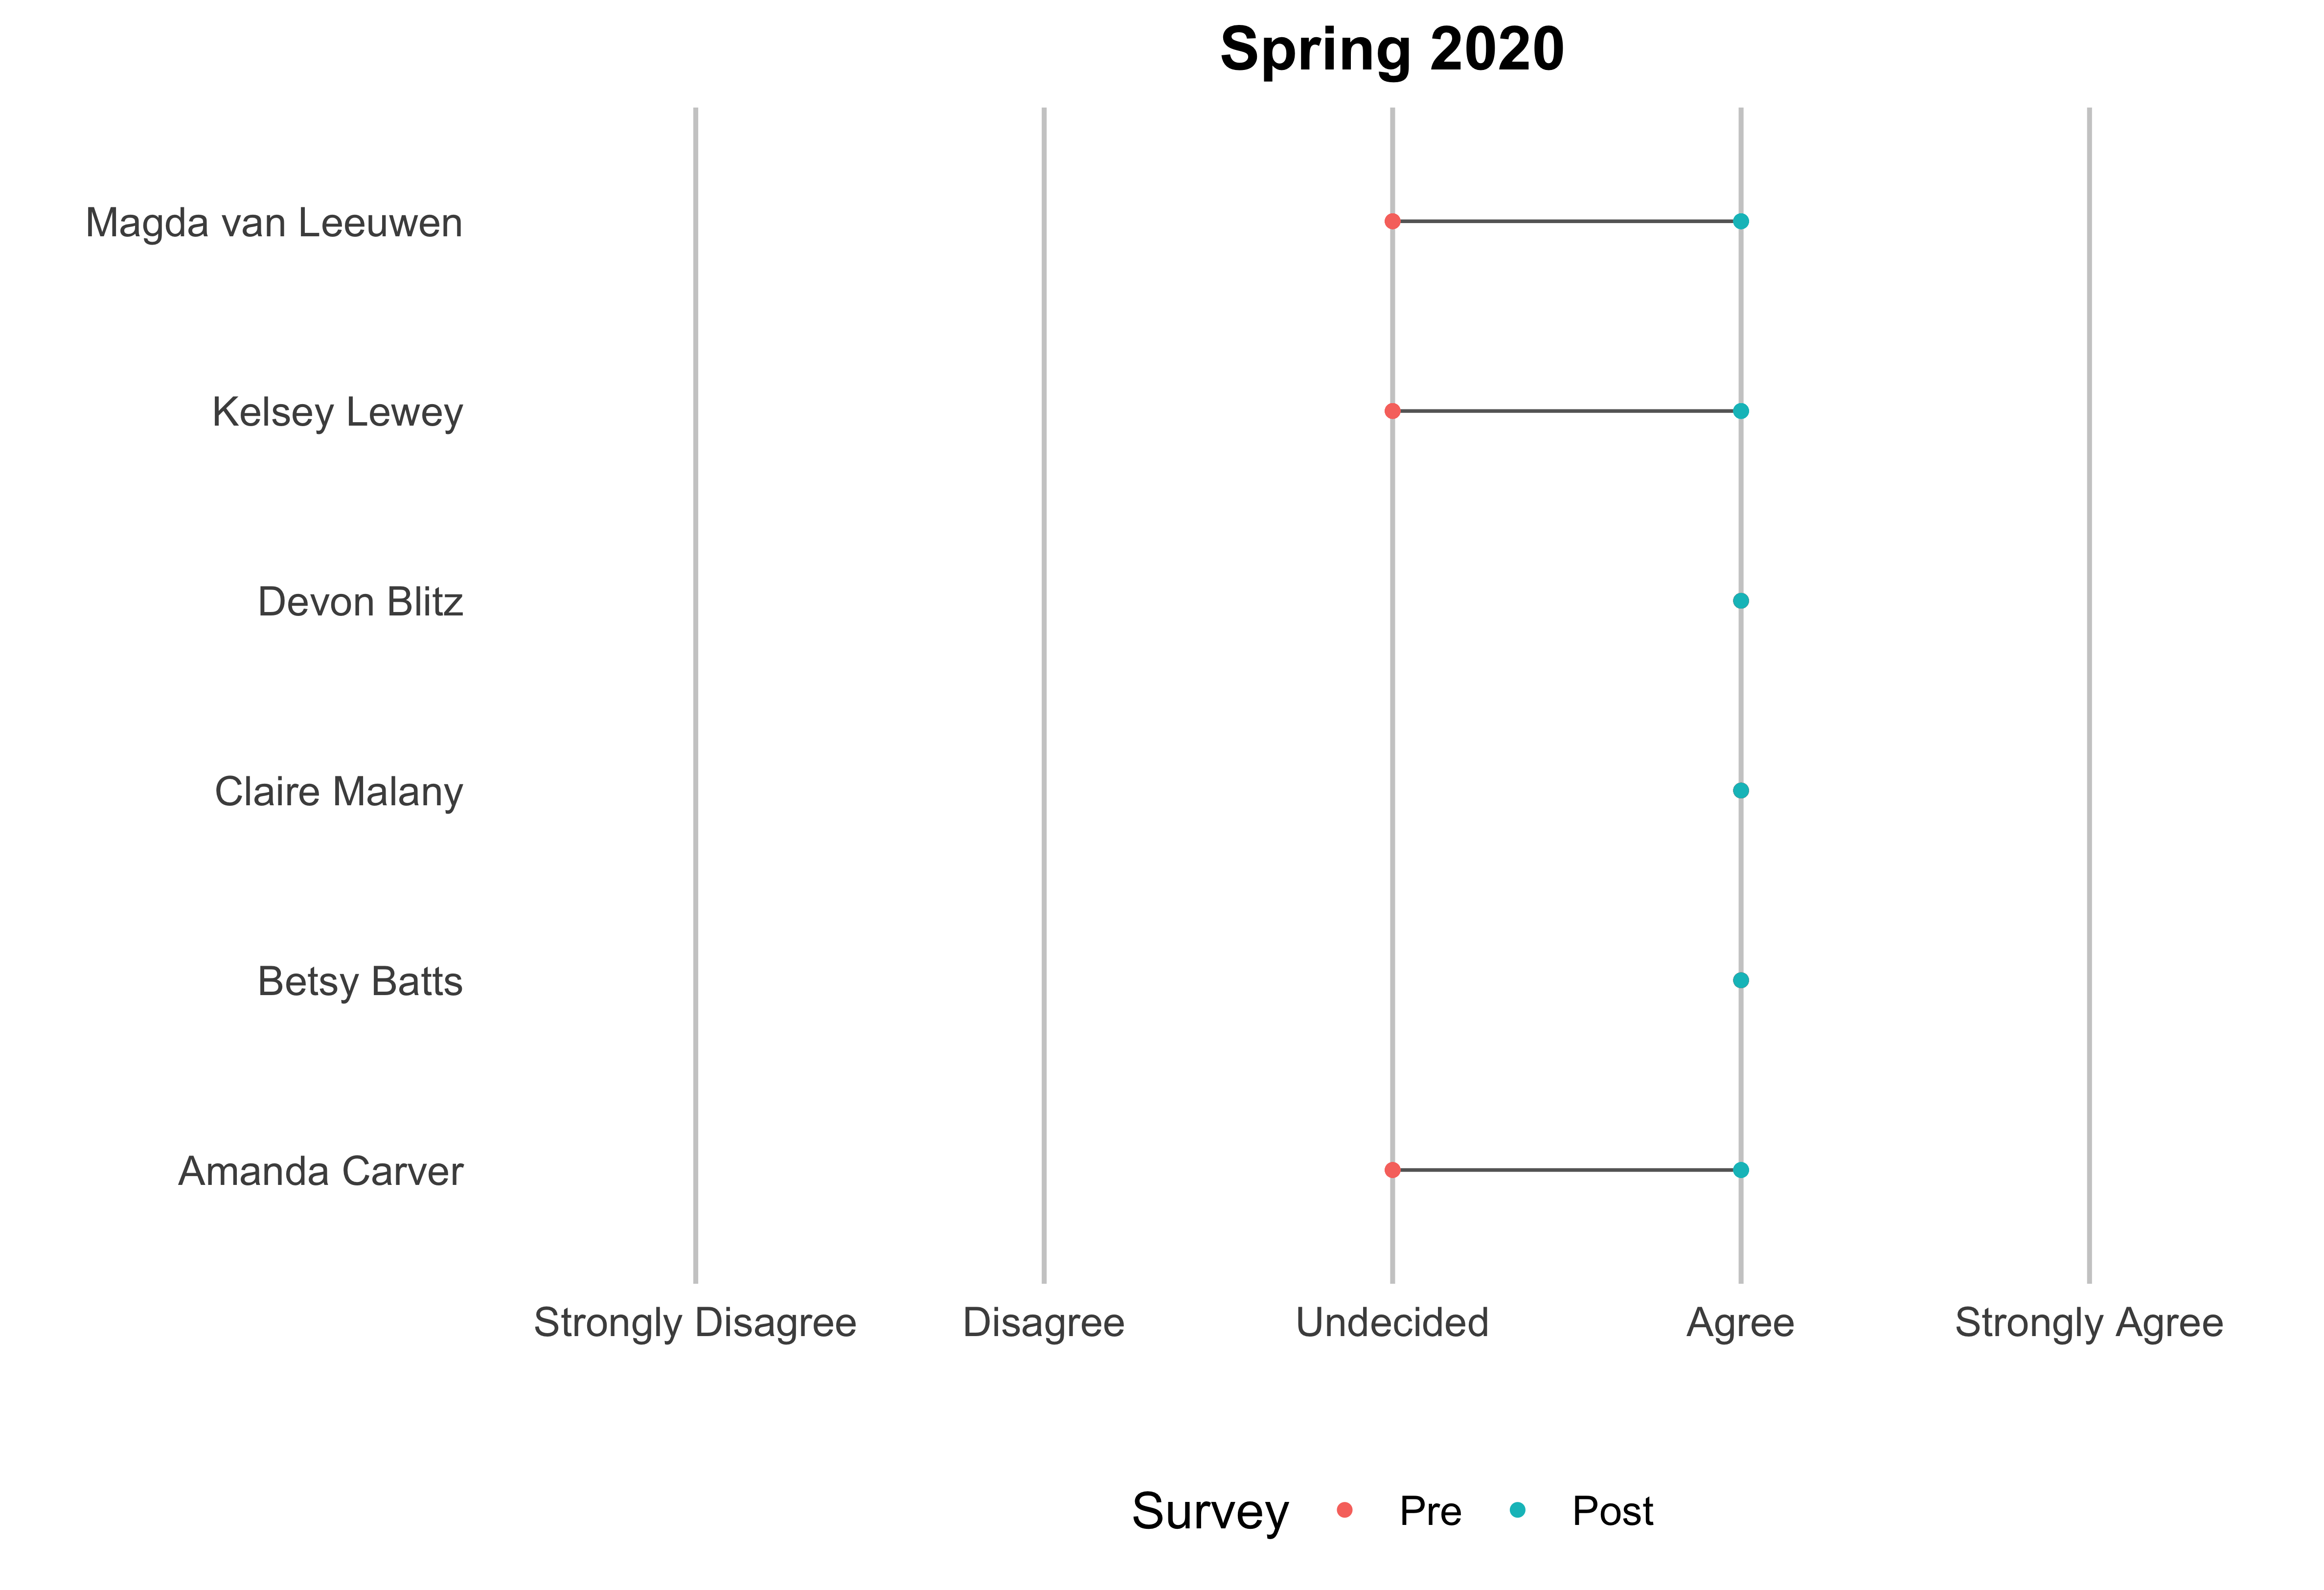 Spring 2020
Magda van Leeuwen
Kelsey Lewey
Devon Blitz
Claire Malany
Betsy Batts
Amanda Carver
Strongly Disagree Disagree Undecided Agree Strongly Agree
Survey Pre Post